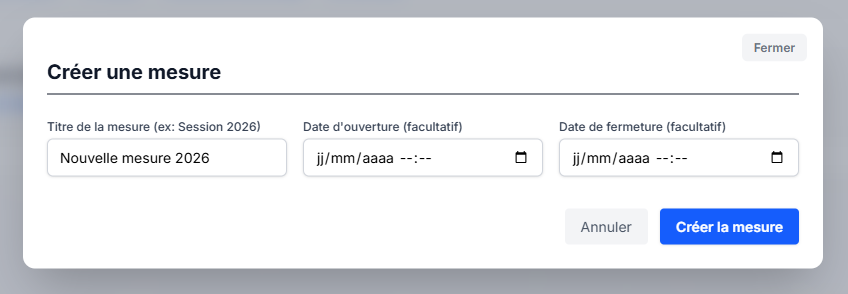 Fermer
Créer une mesure
Titre de la mesure (ex: Session 2026)
Date d'ouverture (facultatif)
Date de fermeture (facultatif)
Nouvelle mesure 2026
jj/mm/aaaa --:--
jj/mm/aaaa --:--
Annuler
Créer la mesure